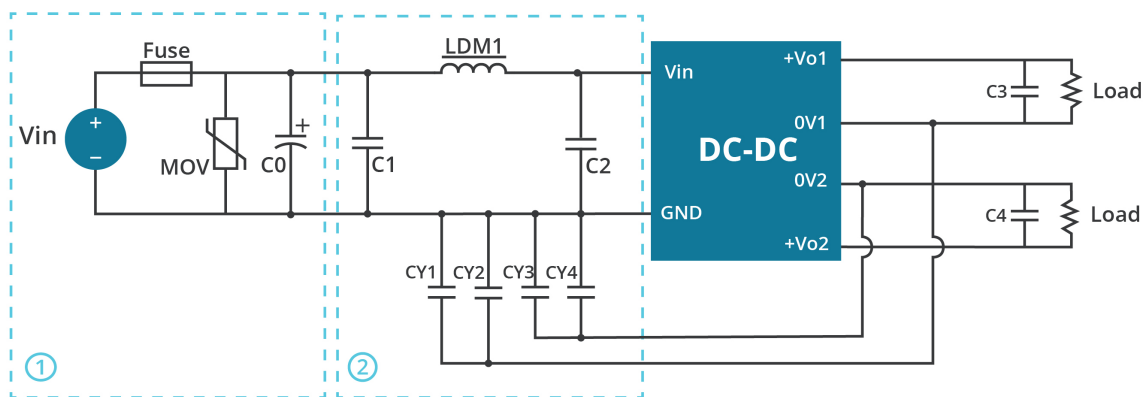 Fuse
LDM1
Vin
+
−
MOV
+
C0
C1
C2
Vin
GND
DC-DC
+Vo1
0V1
0V2
+Vo2
C3
Load
C4
Load
CY1
CY2
CY3
CY4
1
2